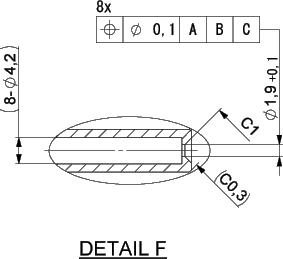 8x
⌖ ⌀ 0,1 A B C
(8-⌀4,2)
⌀1,9 +0,1
C1
(C0,3)
DETAIL F